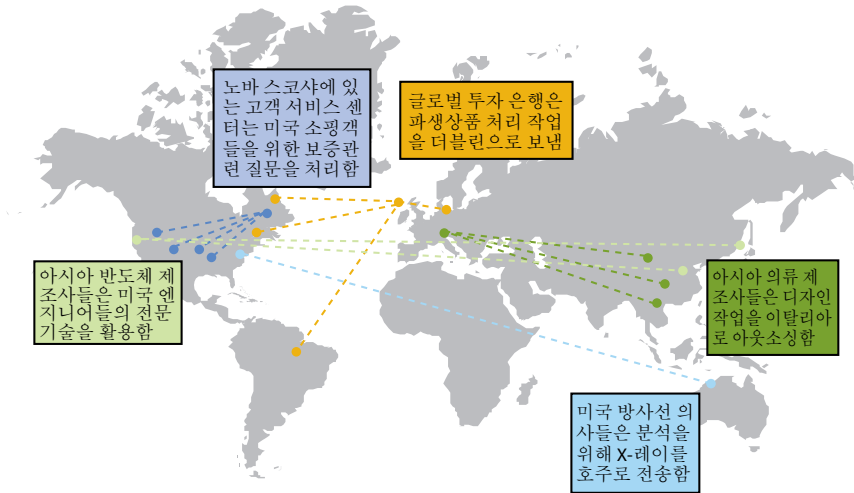 노바 스코샤에 있
는 고객 서비스 센
터는 미국 쇼핑객
들을 위한 보증관
련 질문을 처리함
글로벌 투자 은행은
파생상품 처리 작업
을 더블린으로 보냄
아시아 반도체 제
조사들은 미국 엔
지니어들의 전문
기술을 활용함
아시아 의류 제
조사들은 디자인
작업을 이탈리아
로 아웃소싱함
미국 방사선 의
사들은 분석을
위해 X-레이를
호주로 전송함